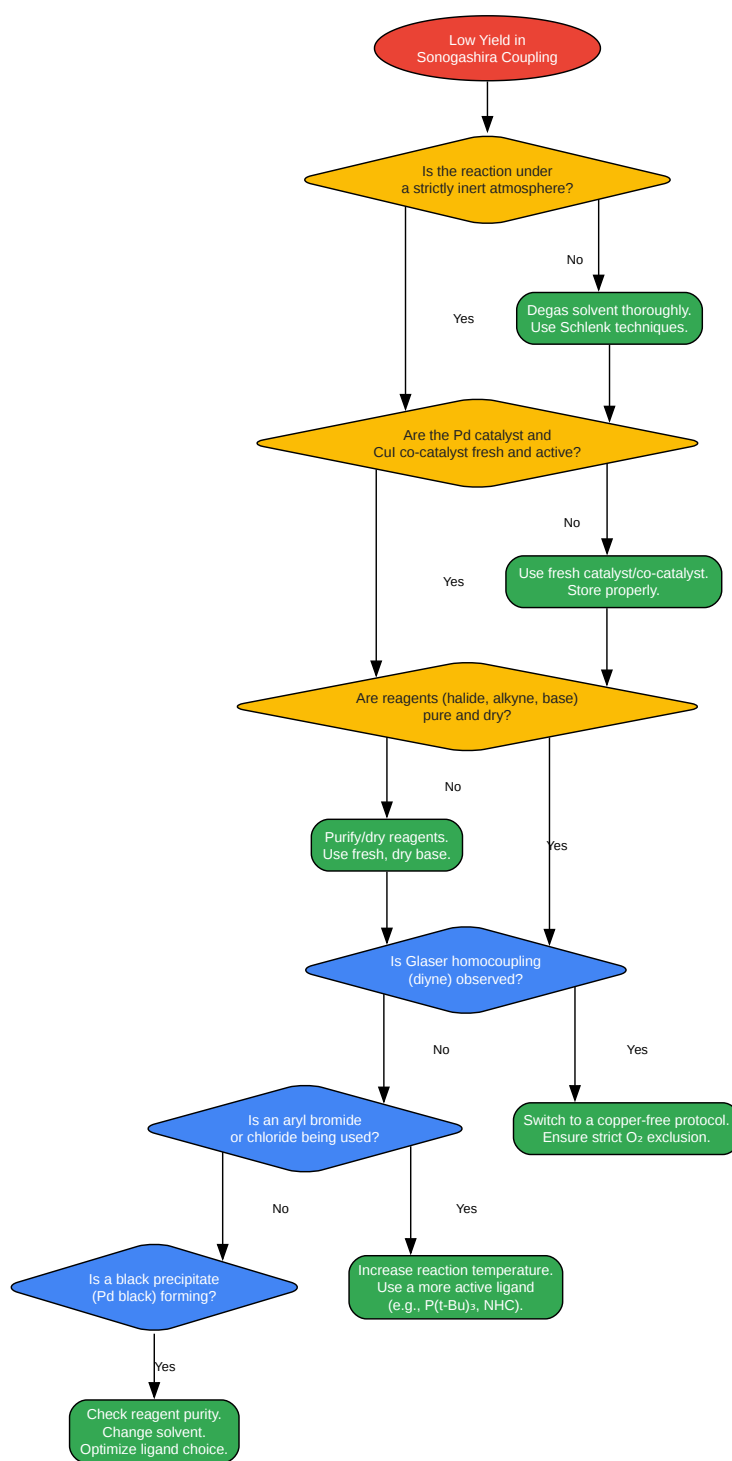 Low Yield in
Sonogashira Coupling
Is the reaction under
a strictly inert atmosphere?
No
Degas solvent thoroughly.
Use Schlenk techniques.
Yes
Are the Pd catalyst and
CuI co-catalyst fresh and active?
No
Use fresh catalyst/co-catalyst.
Store properly.
Yes
Are reagents (halide, alkyne, base)
pure and dry?
No
Purify/dry reagents.
Use fresh, dry base.
Yes
Is Glaser homocoupling
(diyne) observed?
No
Yes
Switch to a copper-free protocol.
Ensure strict O₂ exclusion.
Is an aryl bromide
or chloride being used?
No
Yes
Increase reaction temperature.
Use a more active ligand
(e.g., P(t-Bu)₃, NHC).
Is a black precipitate
(Pd black) forming?
Yes
Check reagent purity.
Change solvent.
Optimize ligand choice.